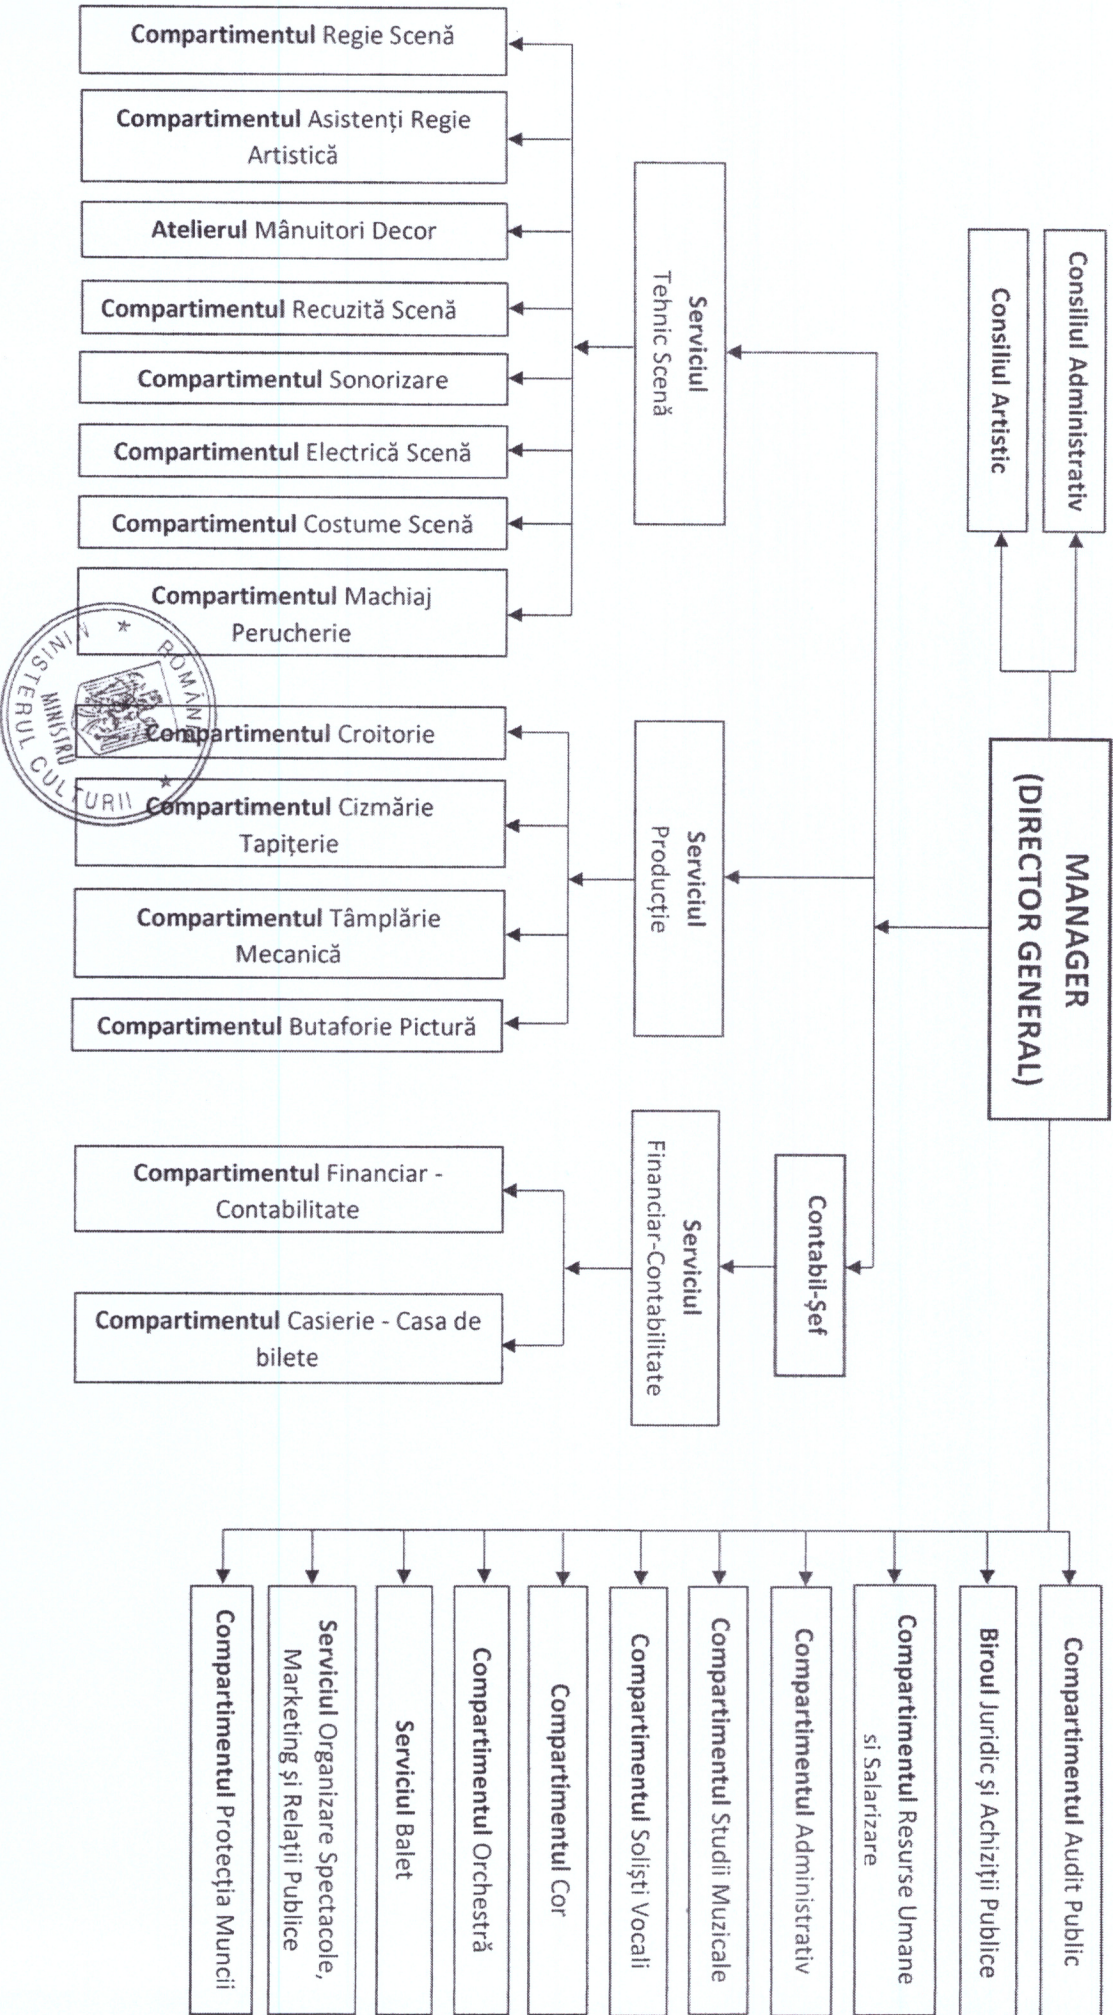 MANAGER
(DIRECTOR GENERAL)
Consiliul Administrativ
Consiliul Artistic
Serviciul
Tehnic Scenă
Compartimentul Regie Scenă
Compartimentul Asistenți Regie
Artistică
Atelierul Mânuitori Decor
Compartimentul Recuzită Scenă
Compartimentul Sonorizare
Compartimentul Electrică Scenă
Compartimentul Costume Scenă
Compartimentul Machiaj
Perucherie
Serviciul
Producție
Compartimentul Croitorie
Compartimentul Cizmărie
Tapițerie
Compartimentul Tâmplărie
Mecanică
Compartimentul Butaforie Pictură
Contabil-Șef
Serviciul
Financiar-Contabilitate
Compartimentul Financiar -
Contabilitate
Compartimentul Casierie - Casa de
bilete
Compartimentul Audit Public
Biroul Juridic și Achiziții Publice
Compartimentul Resurse Umane
si Salarizare
Compartimentul Administrativ
Compartimentul Studii Muzicale
Compartimentul Soliști Vocali
Compartimentul Cor
Compartimentul Orchestră
Serviciul Balet
Serviciul Organizare Spectacole,
Marketing și Relații Publice
Compartimentul Protecția Muncii
ROMÂNIA
MINISTERUL CULTURII
MINISTRU